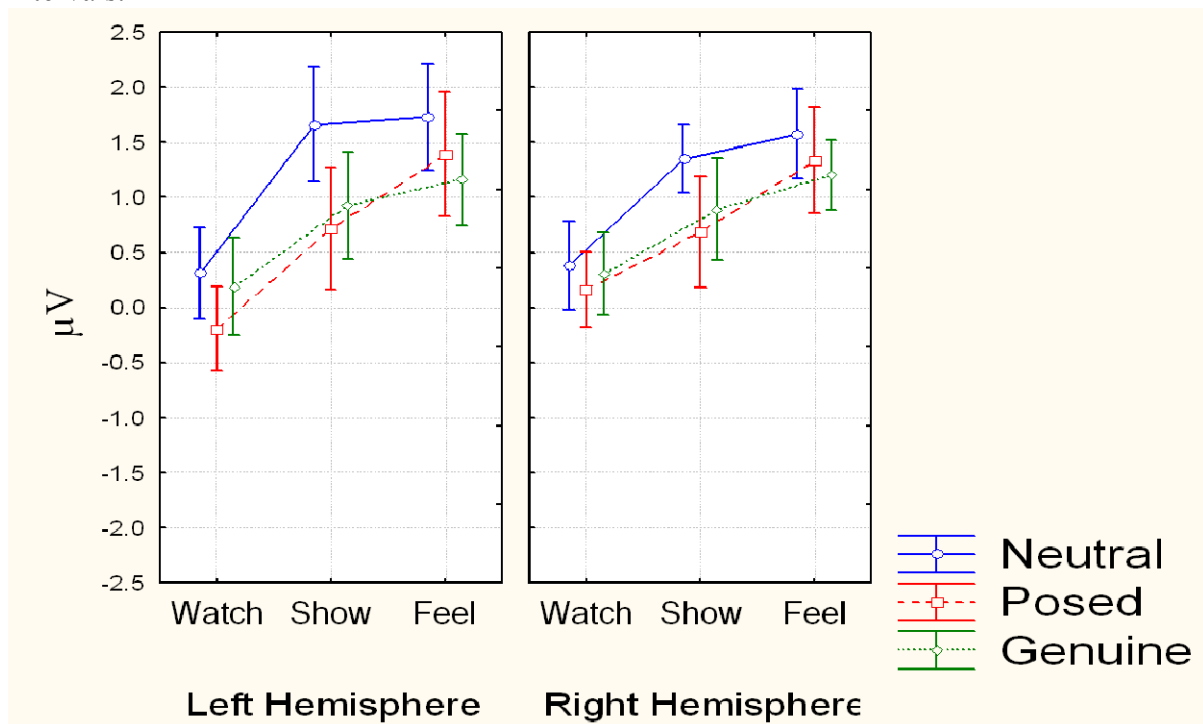 2.5
2.0
1.5
1.0
0.5
0.0
-0.5
-1.0
-1.5
-2.0
-2.5
µV
Watch Show Feel
Watch Show Feel
Left Hemisphere
Right Hemisphere
Neutral
Posed
Genuine